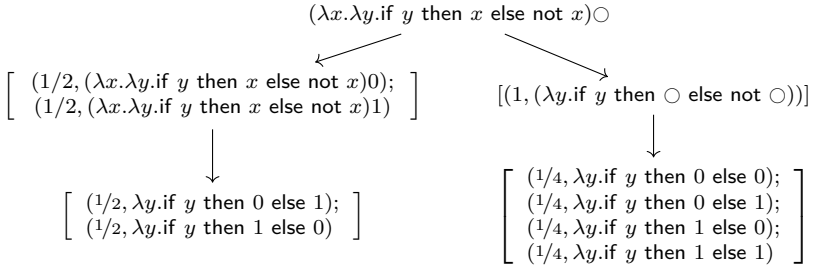 (λx.λy.if y then x else not x)○
[ (1/2, (λx.λy.if y then x else not x)0);
(1/2, (λx.λy.if y then x else not x)1) ]
[(1, (λy.if y then ○ else not ○))]
[ (1/2, λy.if y then 0 else 1);
(1/2, λy.if y then 1 else 0) ]
[ (1/4, λy.if y then 0 else 0);
(1/4, λy.if y then 0 else 1);
(1/4, λy.if y then 1 else 0);
(1/4, λy.if y then 1 else 1) ]